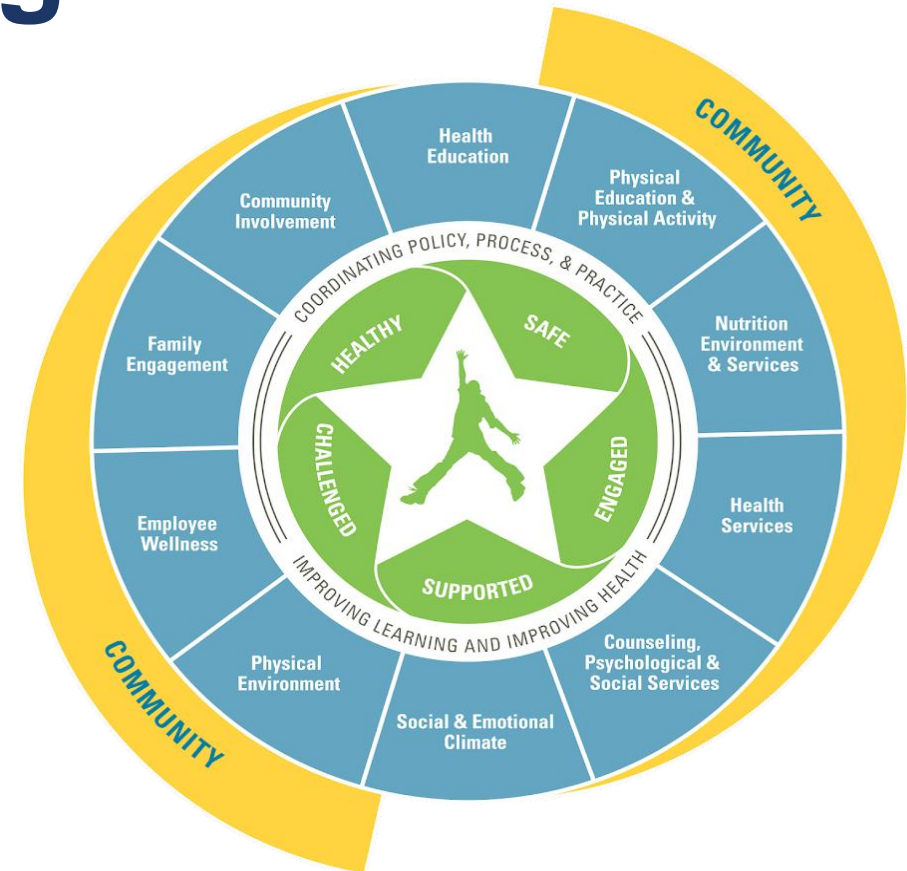 COMMUNITY
Health
Education
Physical
Education &
Physical Activity
Nutrition
Environment
& Services
Health
Services
Counseling,
Psychological &
Social Services
Social & Emotional
Climate
Physical
Environment
Employee
Wellness
Family
Engagement
Community
Involvement
COORDINATING POLICY, PROCESS, & PRACTICE
IMPROVING LEARNING AND IMPROVING HEALTH
HEALTHY
SAFE
ENGAGED
SUPPORTED
CHALLENGED
COMMUNITY